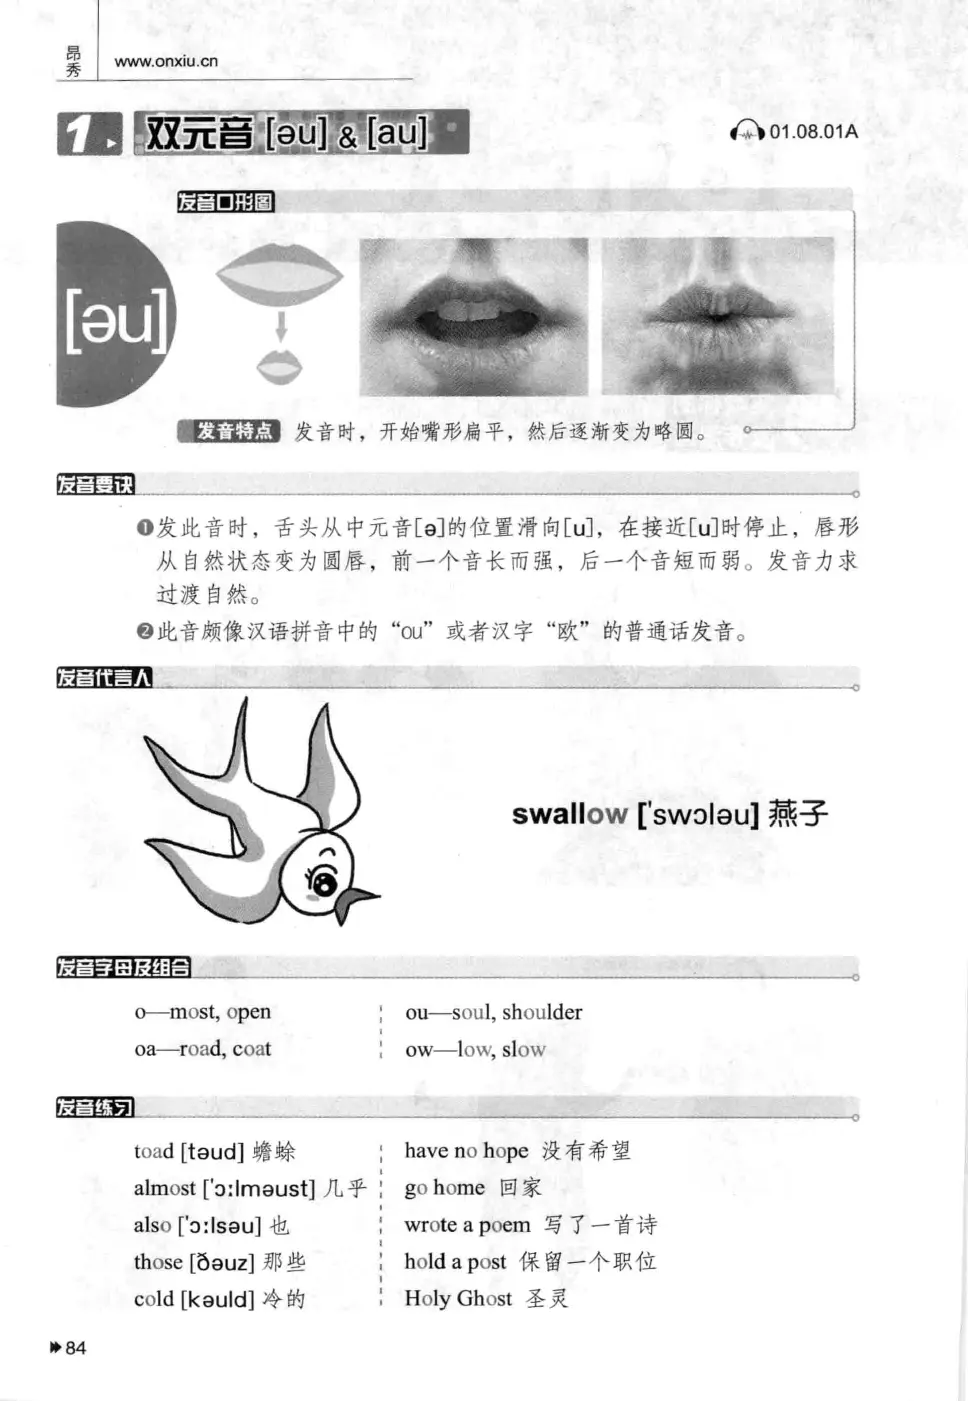 昂秀
www.onxiu.cn
1 双元音 [əu] & [au]
01.08.01A
发音口形图
[əu]
发音特点 发音时，开始嘴形扁平，然后逐渐变为略圆。
发音要诀
❶发此音时，舌头从中元音[ə]的位置滑向[u]，在接近[u]时停止，唇形
从自然状态变为圆唇，前一个音长而强，后一个音短而弱。发音力求
过渡自然。
❷此音颇像汉语拼音中的“ou”或者汉字“欧”的普通话发音。
发音代言人
swallow ['swɔləu] 燕子
发音字母及组合
o—most, open
oa—road, coat
ou—soul, shoulder
ow—low, slow
发音练习
toad [təud] 蟾蜍
almost ['ɔːlməust] 几乎
also ['ɔːlsəu] 也
those [ðəuz] 那些
cold [kəuld] 冷的
have no hope 没有希望
go home 回家
wrote a poem 写了一首诗
hold a post 保留一个职位
Holy Ghost 圣灵
84